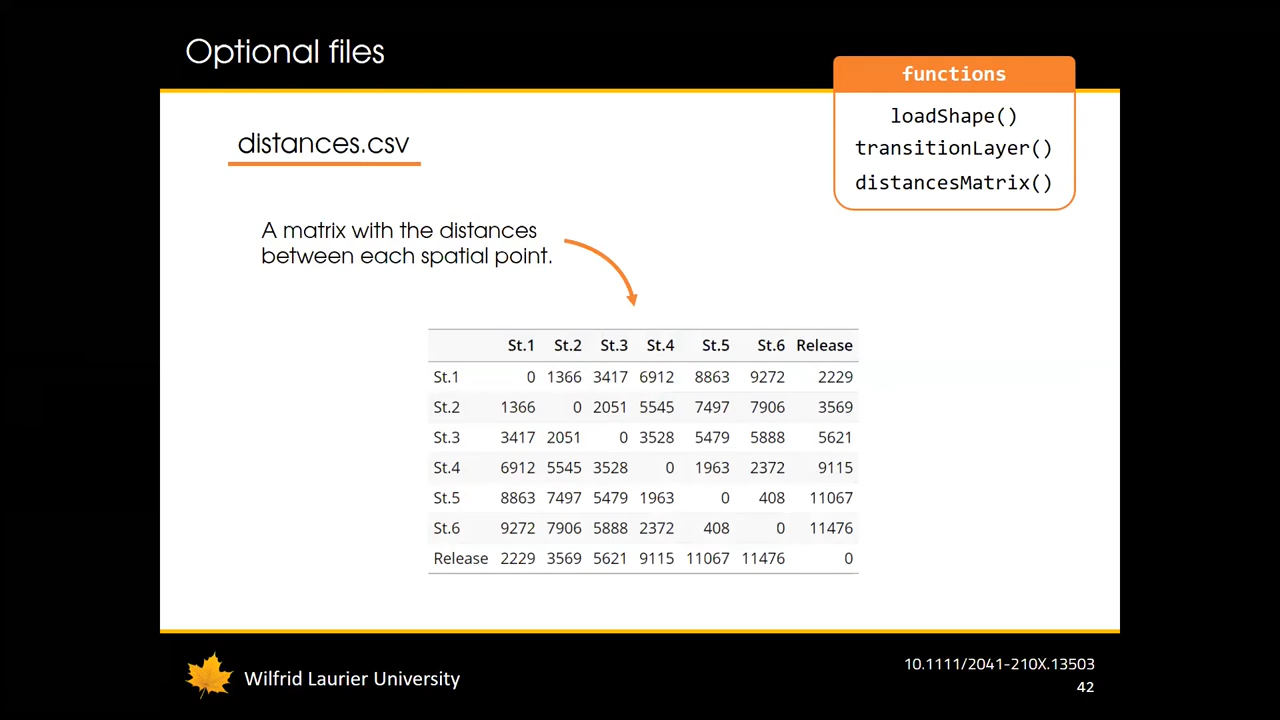 Optional files
functions
loadShape()
transitionLayer()
distancesMatrix()
distances.csv
A matrix with the distances
between each spatial point.
St.1 St.2 St.3 St.4 St.5 St.6 Release
St.1 0 1366 3417 6912 8863 9272 2229
St.2 1366 0 2051 5545 7497 7906 3569
St.3 3417 2051 0 3528 5479 5888 5621
St.4 6912 5545 3528 0 1963 2372 9115
St.5 8863 7497 5479 1963 0 408 11067
St.6 9272 7906 5888 2372 408 0 11476
Release 2229 3569 5621 9115 11067 11476 0
Wilfrid Laurier University
10.1111/2041-210X.13503
42